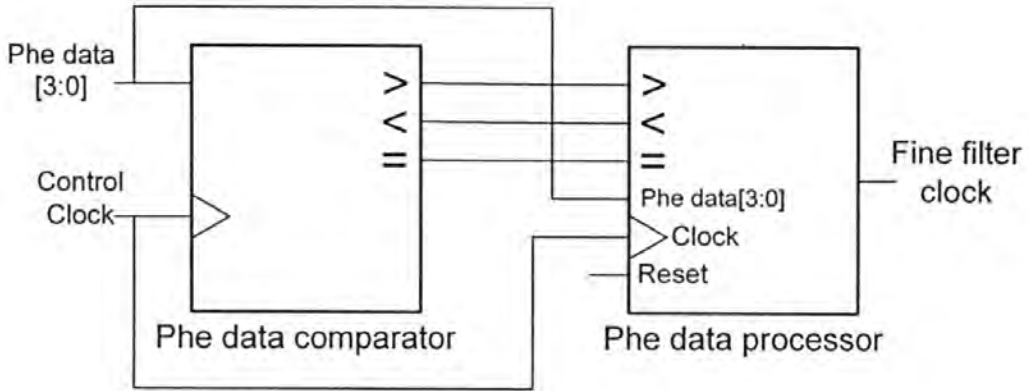 Phe data
[3:0]
>
<
=
Control
Clock
Phe data comparator
>
<
=
Phe data[3:0]
Clock
Reset
Phe data processor
Fine filter
clock